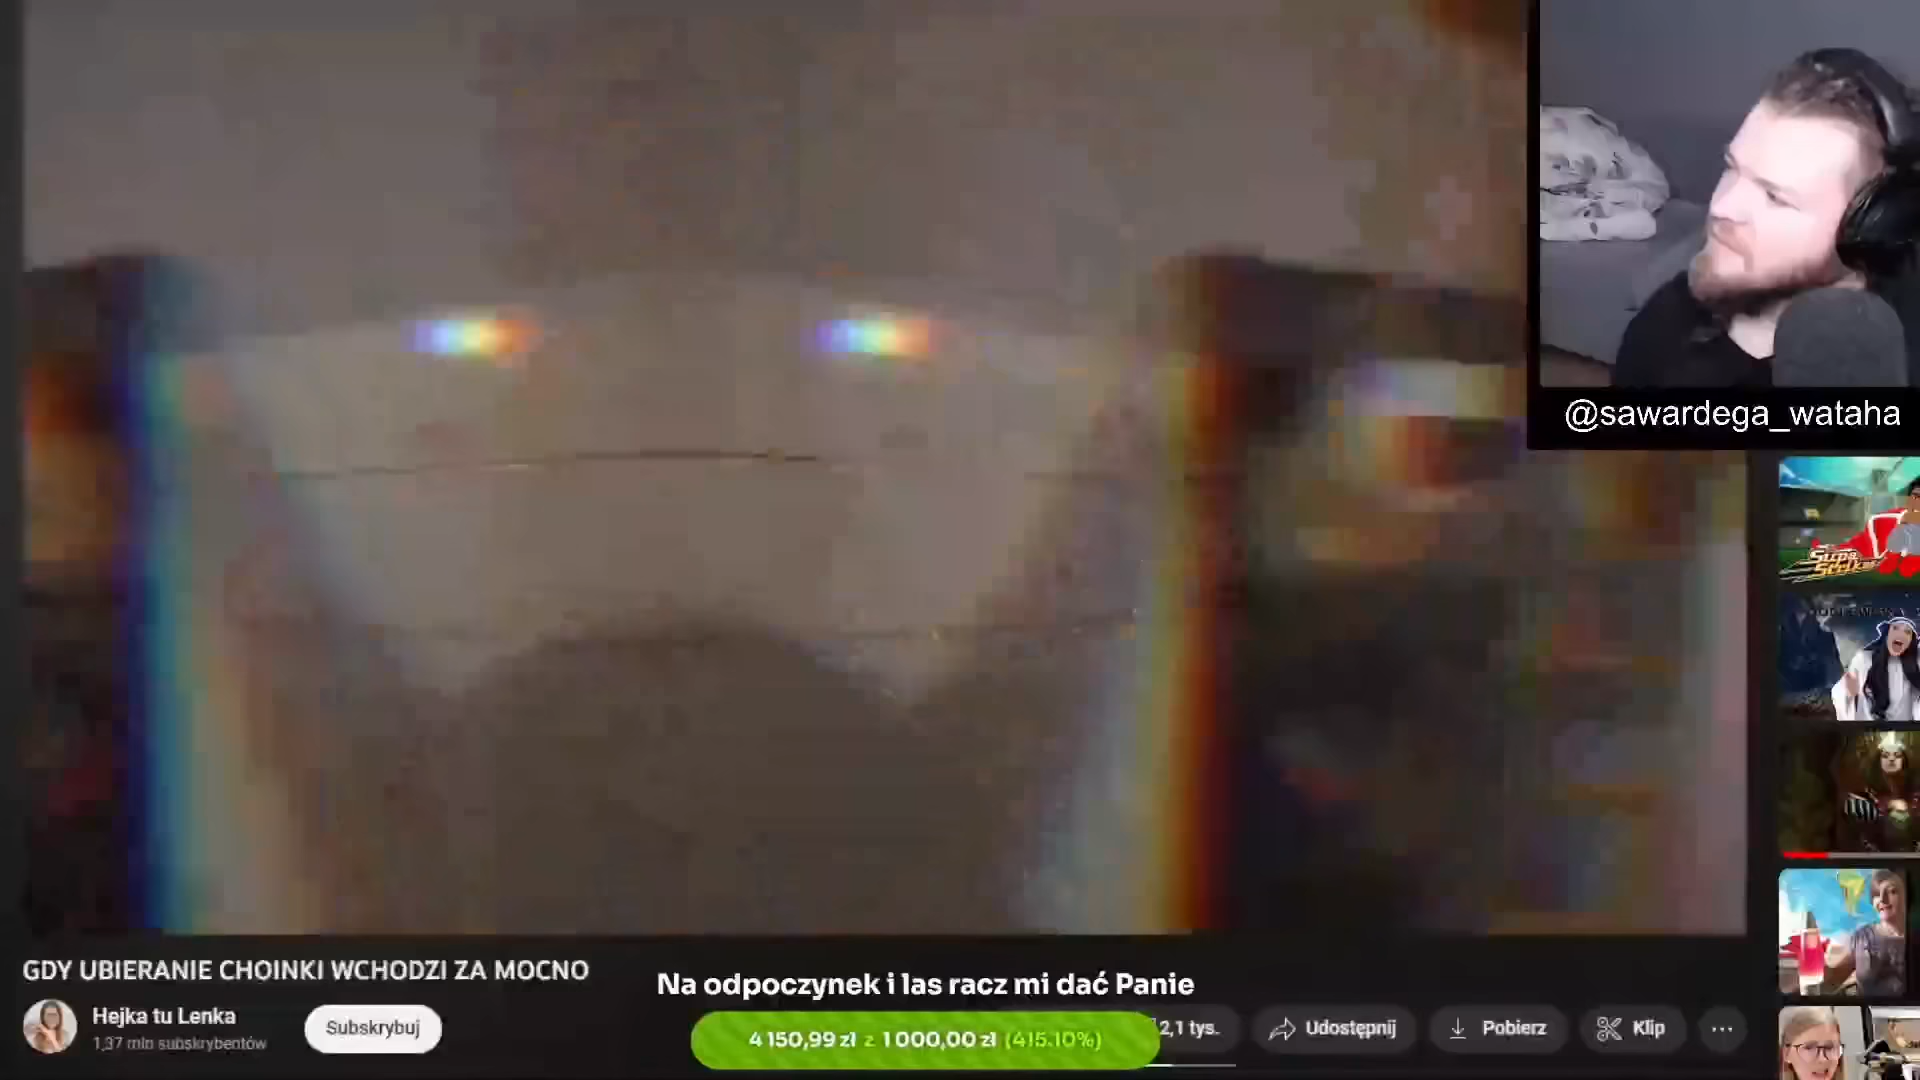 @sawardega_wataha
Supa
Strikas
GDY UBIERANIE CHOINKI WCHODZI ZA MOCNO
Na odpoczynek i las racz mi dać Panie
Hejka tu Lenka
1,37 mln subskrybentów
Subskrybuj
4 150,99 zł z 1 000,00 zł (415.10%)
2,1 tys.
Udostępnij
Pobierz
Klip